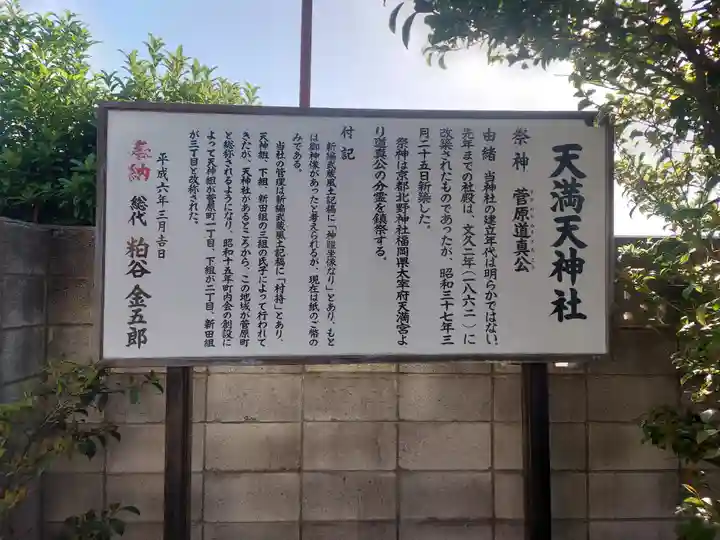 天満天神社
祭神 菅原道真公
由緒 当神社の建立年代は明らかではない。
先年までの社殿は、文久二年(一八六二)に
改築されたものであったが、昭和三十七年三
月二十五日新築した。
祭神は京都北野神社福岡県太宰府天満宮よ
り道真公の分霊を鎮祭する。
付記
新編武蔵風土記稿に「神躰坐像なり」とあり、もと
は御神像があったと考えられるが、現在は紙のご幣の
みである。
当社の管理は新編武蔵風土記稿に「村持」とあり、
天神組、下組、新田組の三組の氏子によって行われて
きたが、天神社があるところから、この地域が菅原町
と総称されるようになり、昭和十五年町内会の創設に
よって天神組が菅原町一丁目、下組が二丁目、新田組
が三丁目と改称された。
平成六年三月吉日
奉納 総代 粕谷 金五郎